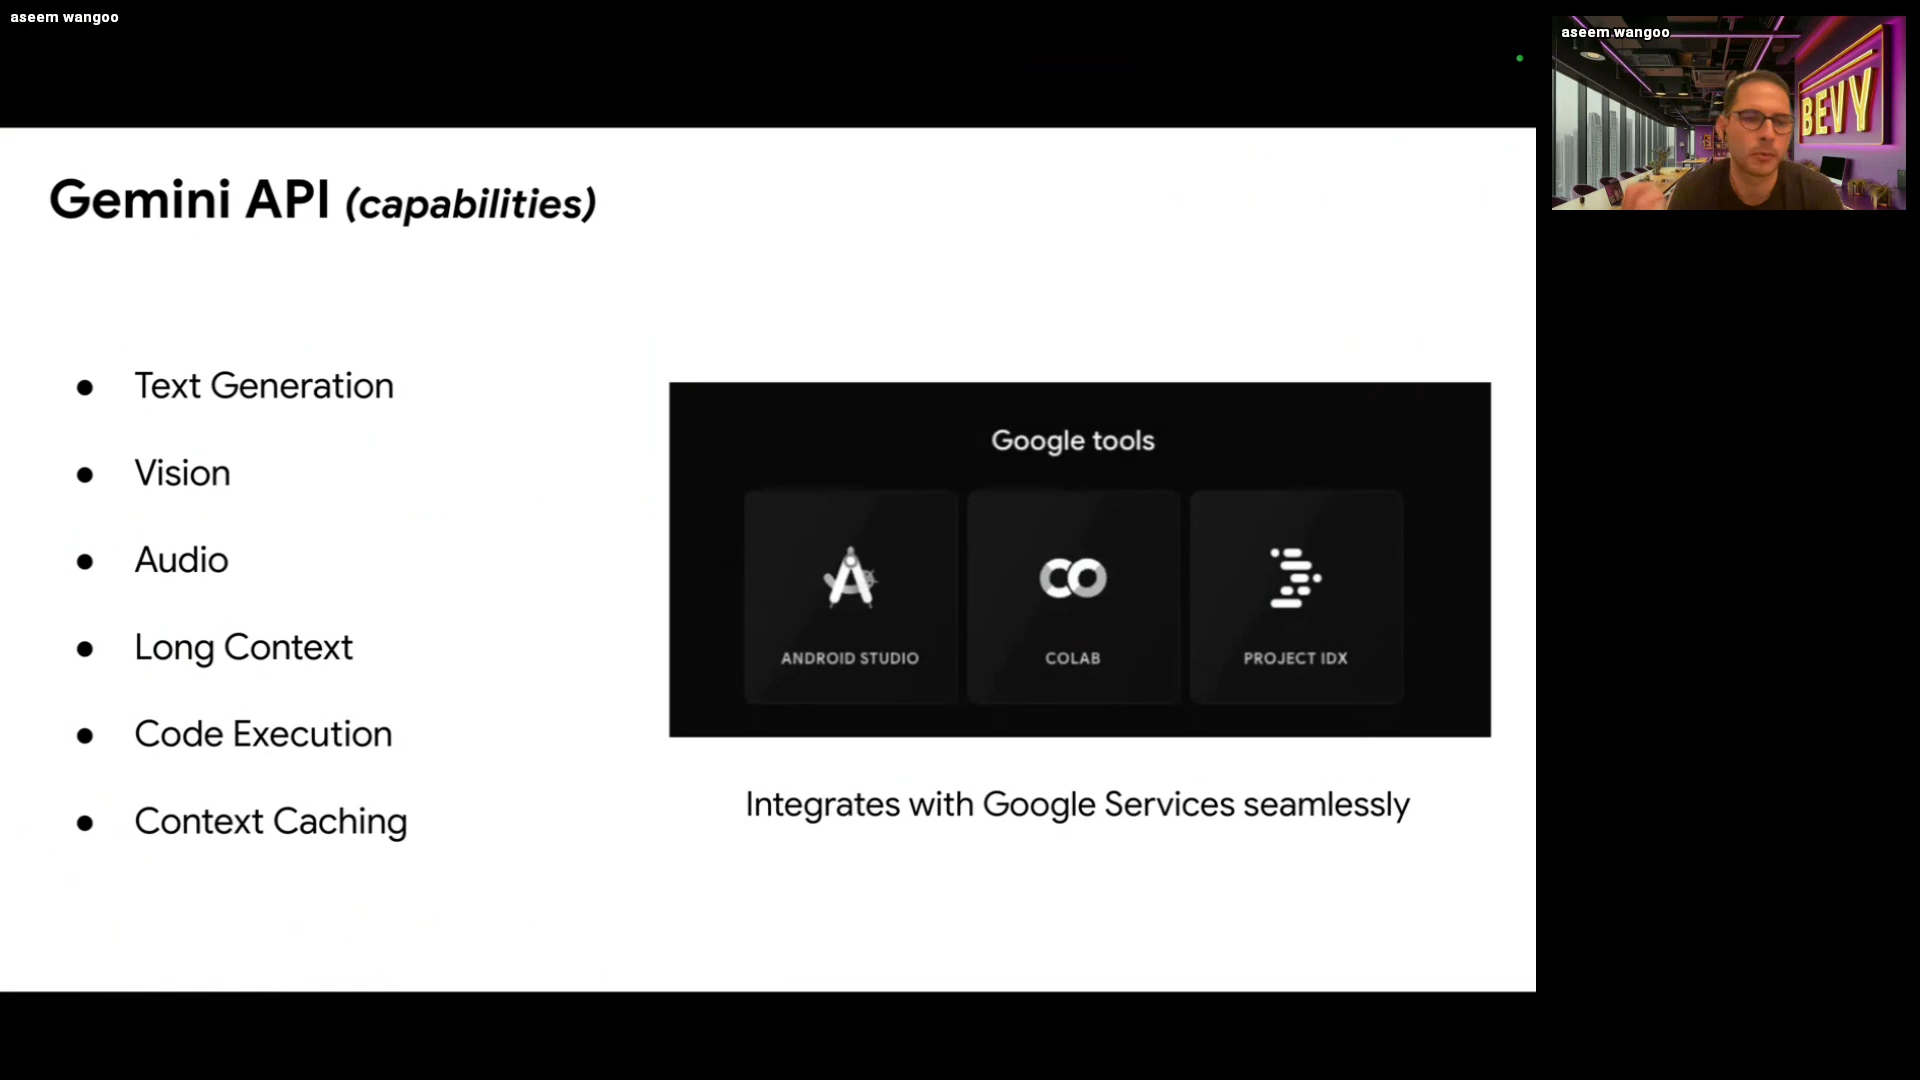 aseem wangoo
aseem wangoo
BEVY
Gemini API (capabilities)
● Text Generation
● Vision
● Audio
● Long Context
● Code Execution
● Context Caching
Google tools
ANDROID STUDIO
CO
COLAB
PROJECT IDX
Integrates with Google Services seamlessly